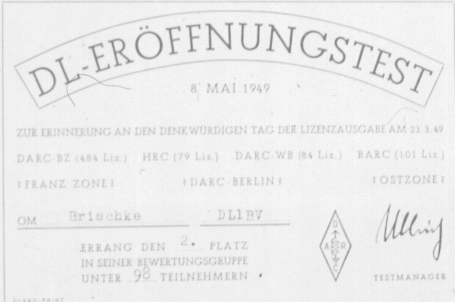 DL-ERÖFFNUNGSTEST
8. MAI 1949
ZUR ERINNERUNG AN DEN DENKWÜRDIGEN TAG DER LIZENZAUSGABE AM 23.3.49
DARC-BZ (484 Liz.) HRC (79 Liz.) DARC-WB (84 Liz.) BARC (101 Liz.)
! FRANZ. ZONE ! ! DARC-BERLIN ! ! OSTZONE !
OM Brischke DL1BV
ERRANG DEN 2. PLATZ
IN SEINER BEWERTUNGSGRUPPE
UNTER 98 TEILNEHMERN.
D
A R
C
TESTMANAGER